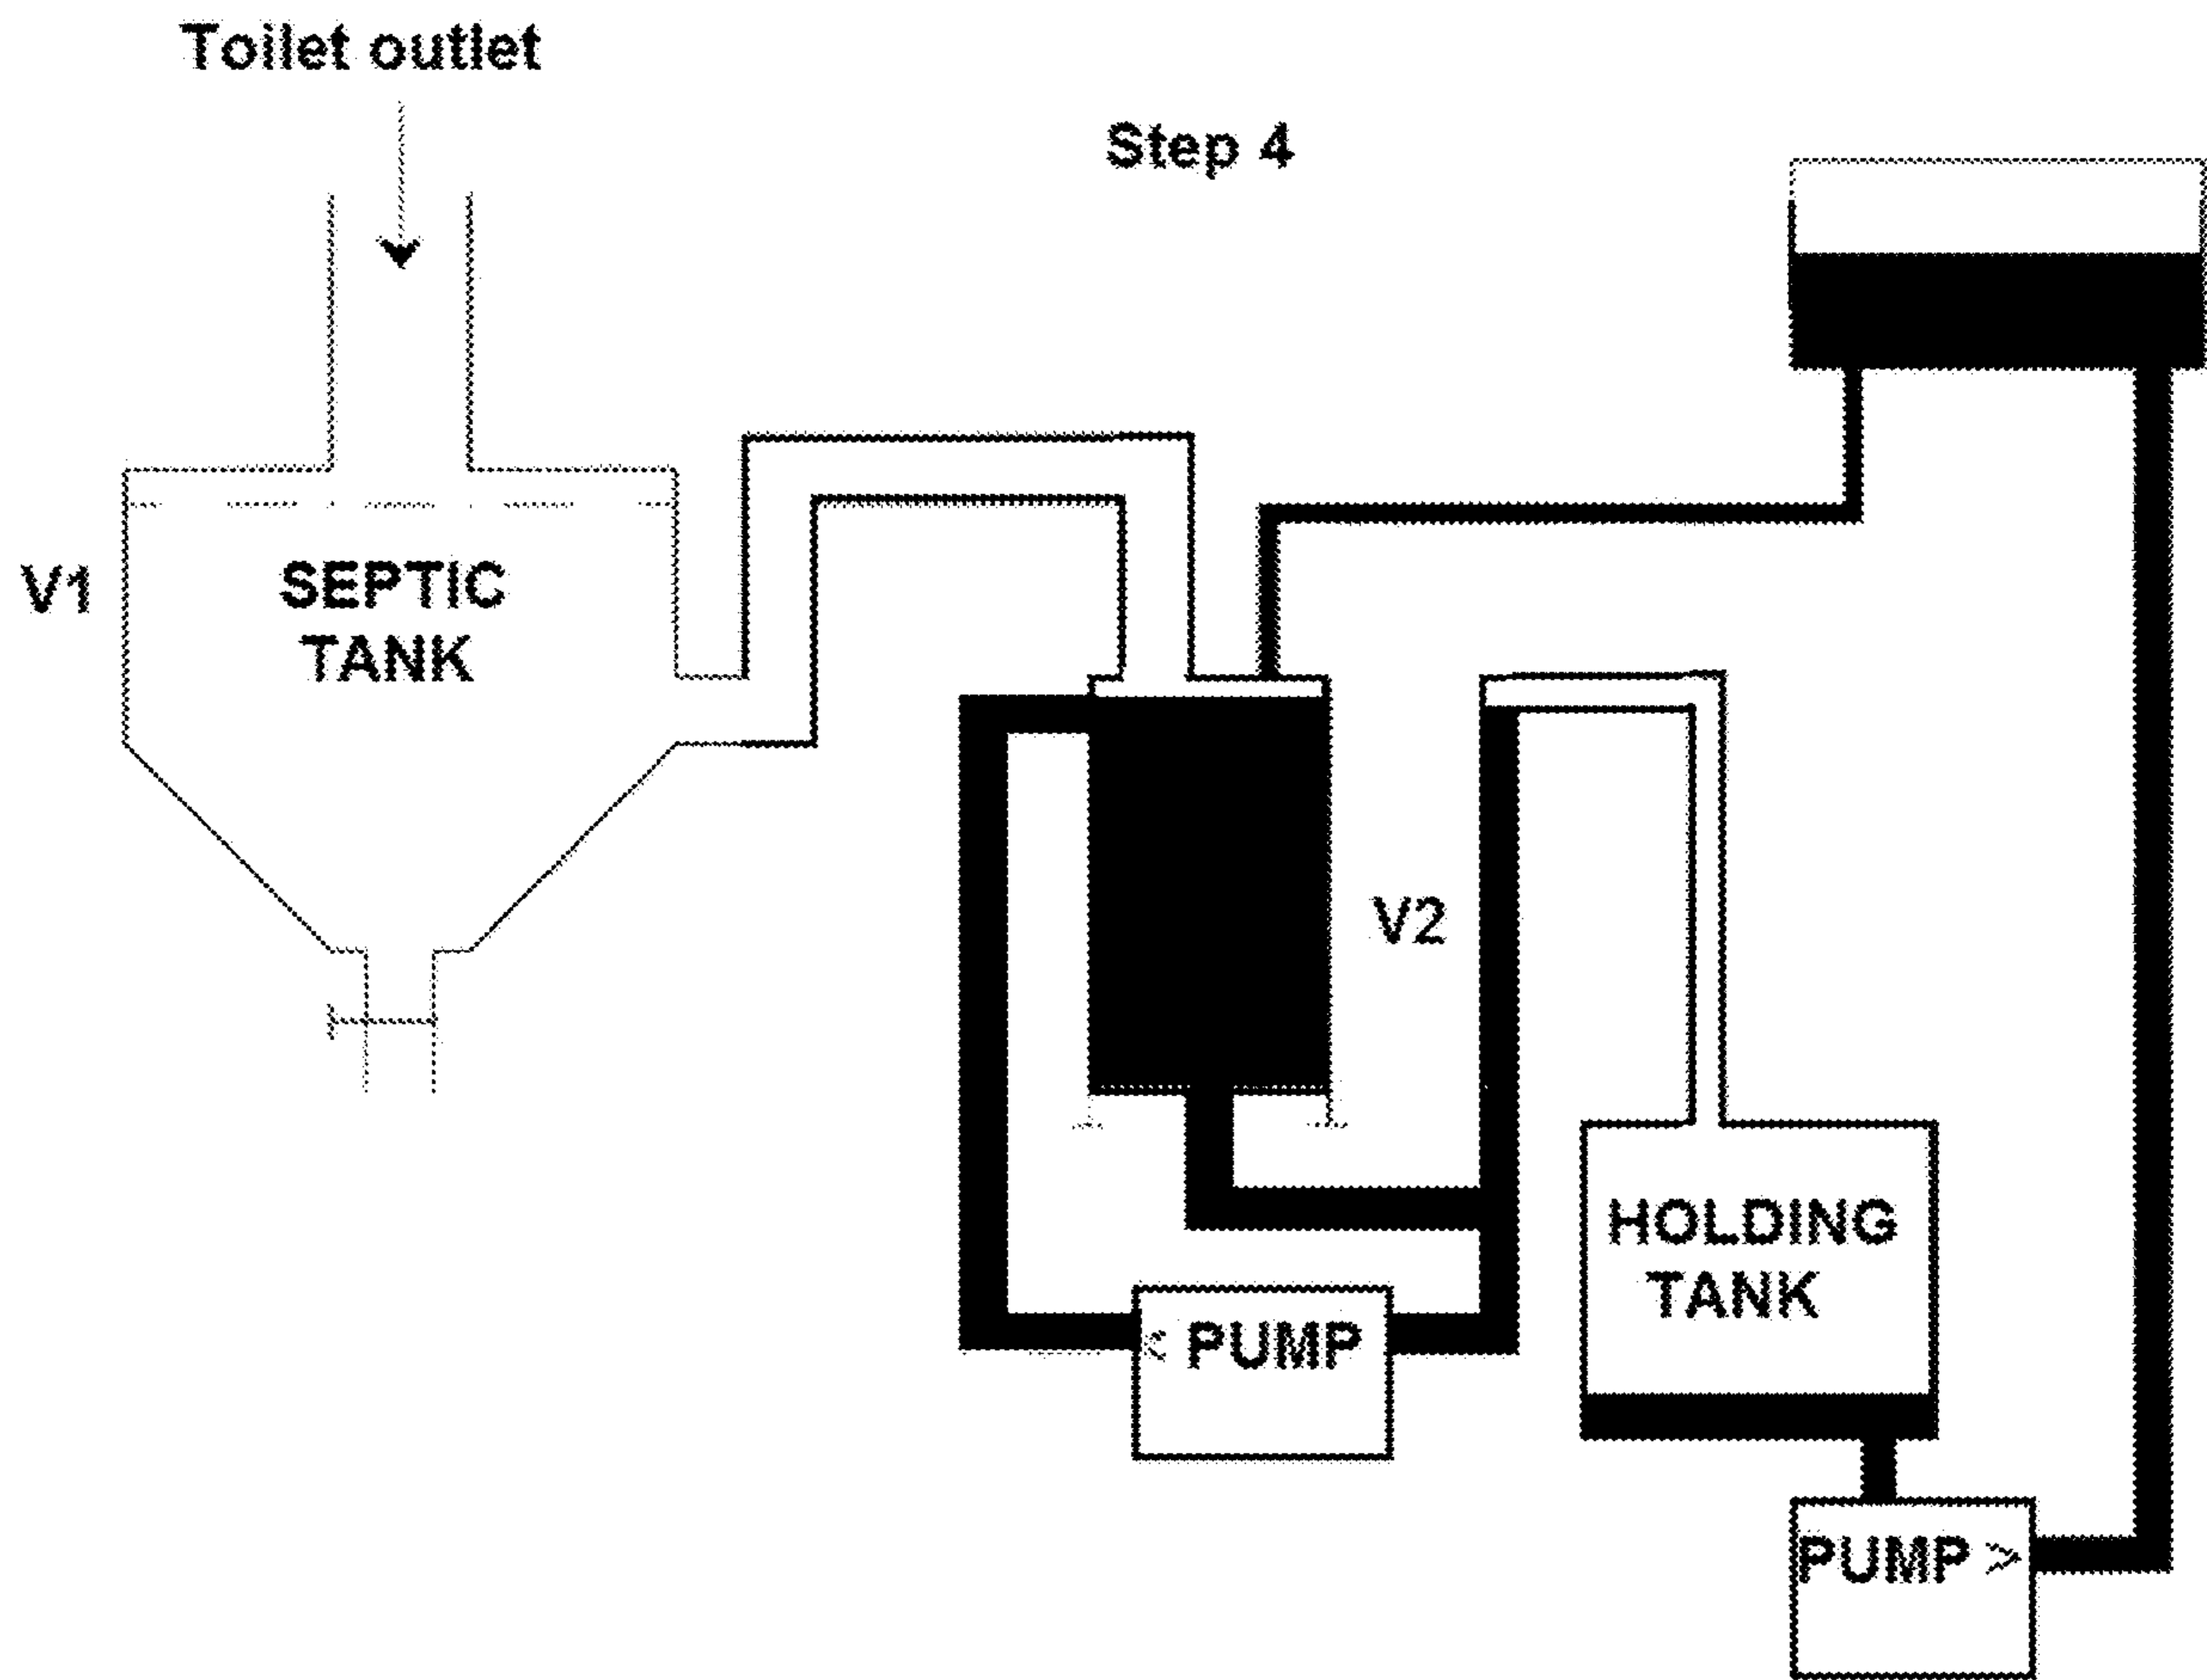 Toilet outlet
Step 4
V1
SEPTIC
TANK
V2
HOLDING
TANK
< PUMP
PUMP >